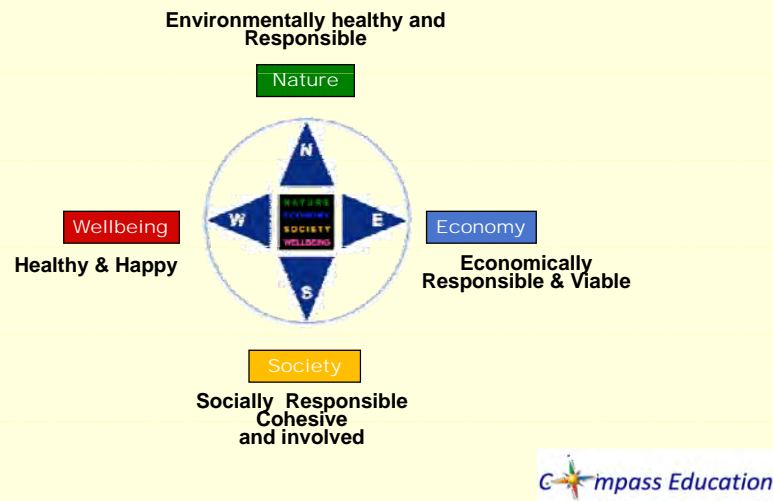 Environmentally healthy and
Responsible
Nature
N
Wellbeing
W
NATURE
ECONOMY
SOCIETY
WELLBEING
E
Economy
Healthy & Happy
Economically
Responsible & Viable
S
Society
Socially Responsible
Cohesive
and involved
Compass Education